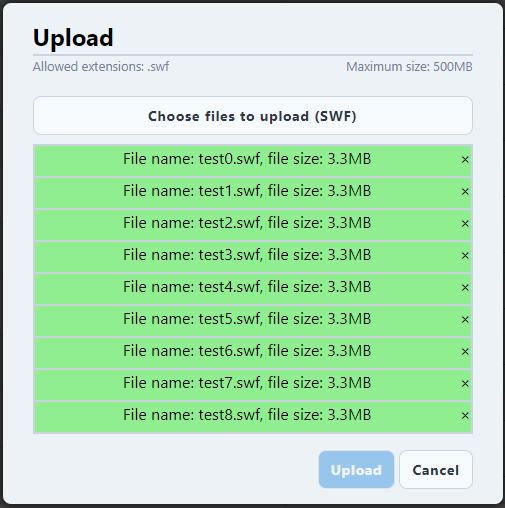 Upload
Allowed extensions: .swf Maximum size: 500MB
Choose files to upload (SWF)
File name: test0.swf, file size: 3.3MB ×
File name: test1.swf, file size: 3.3MB ×
File name: test2.swf, file size: 3.3MB ×
File name: test3.swf, file size: 3.3MB ×
File name: test4.swf, file size: 3.3MB ×
File name: test5.swf, file size: 3.3MB ×
File name: test6.swf, file size: 3.3MB ×
File name: test7.swf, file size: 3.3MB ×
File name: test8.swf, file size: 3.3MB ×
Upload Cancel